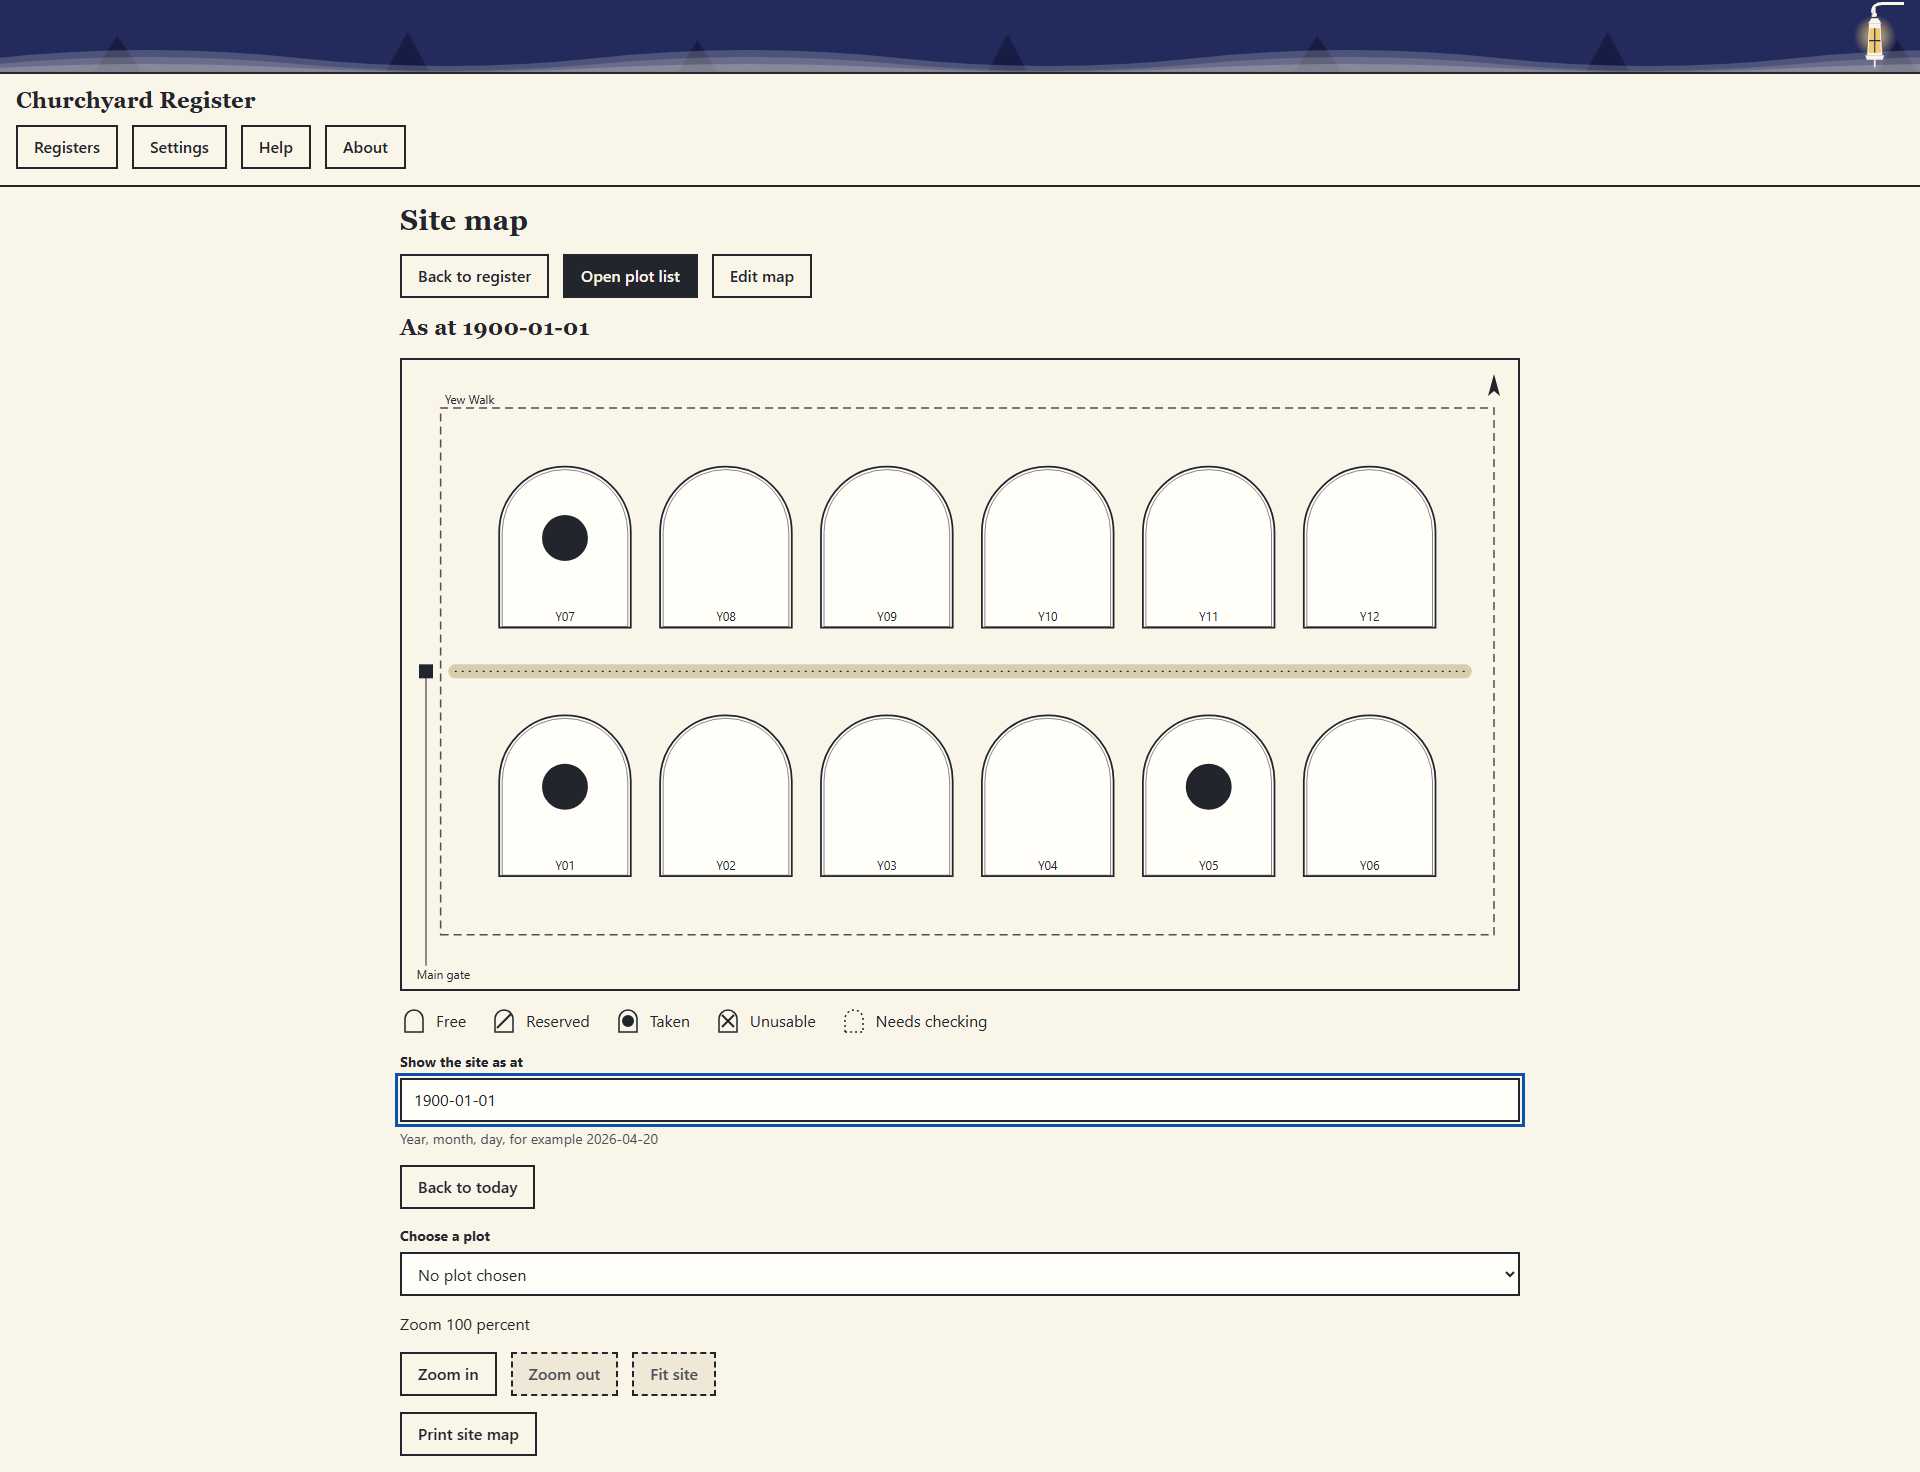 Churchyard Register
Registers Settings Help About
Site map
Back to register Open plot list Edit map
As at 1900-01-01
Yew Walk
Y07 Y08 Y09 Y10 Y11 Y12
Y01 Y02 Y03 Y04 Y05 Y06
Main gate
Free Reserved Taken Unusable Needs checking
Show the site as at
1900-01-01
Year, month, day, for example 2026-04-20
Back to today
Choose a plot
No plot chosen
Zoom 100 percent
Zoom in Zoom out Fit site
Print site map